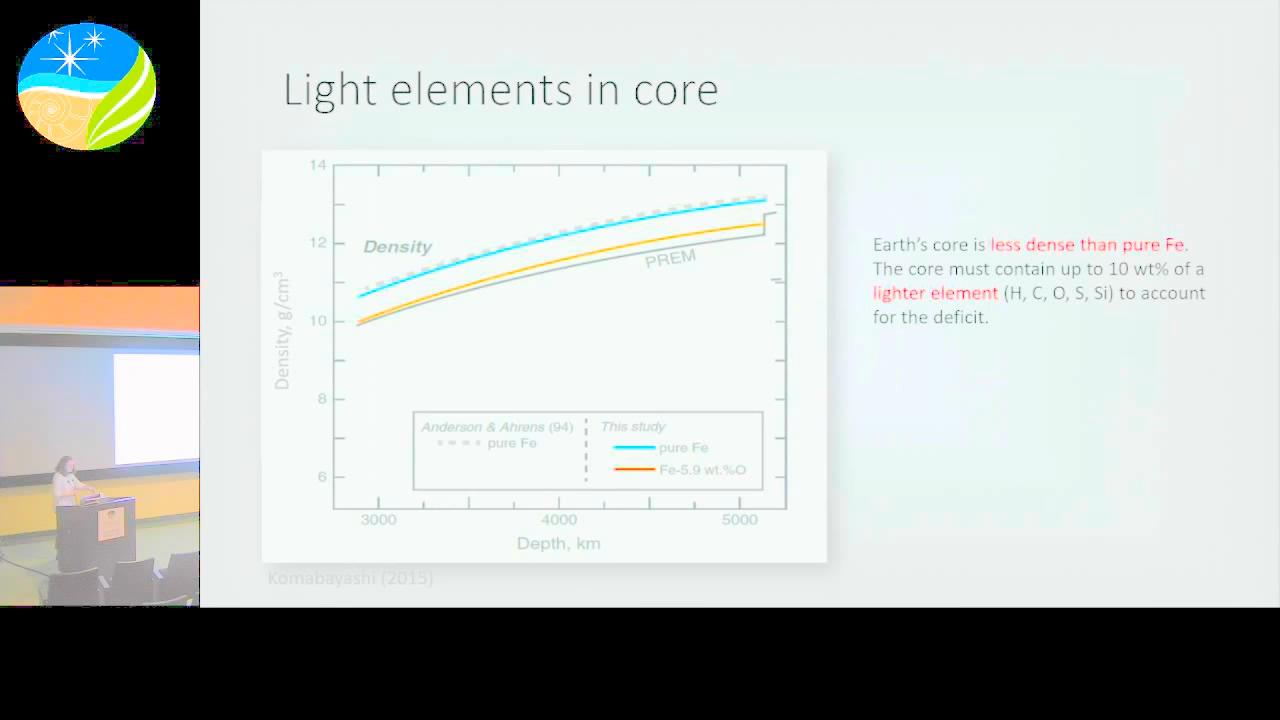 Light elements in core
14
12
10
8
6
Density, g/cm³
Density
PREM
Anderson & Ahrens (94)
pure Fe
This study
pure Fe
Fe-5.9 wt.%O
3000
4000
5000
Depth, km
Komabayashi (2015)
Earth's core is less dense than pure Fe.
The core must contain up to 10 wt% of a
lighter element (H, C, O, S, Si) to account
for the deficit.